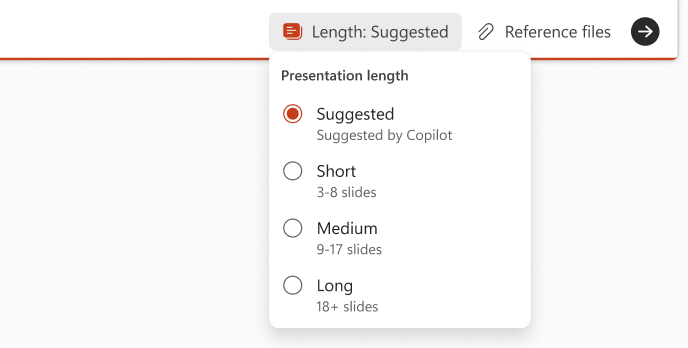 Length: Suggested Reference files
Presentation length
Suggested
Suggested by Copilot
Short
3-8 slides
Medium
9-17 slides
Long
18+ slides